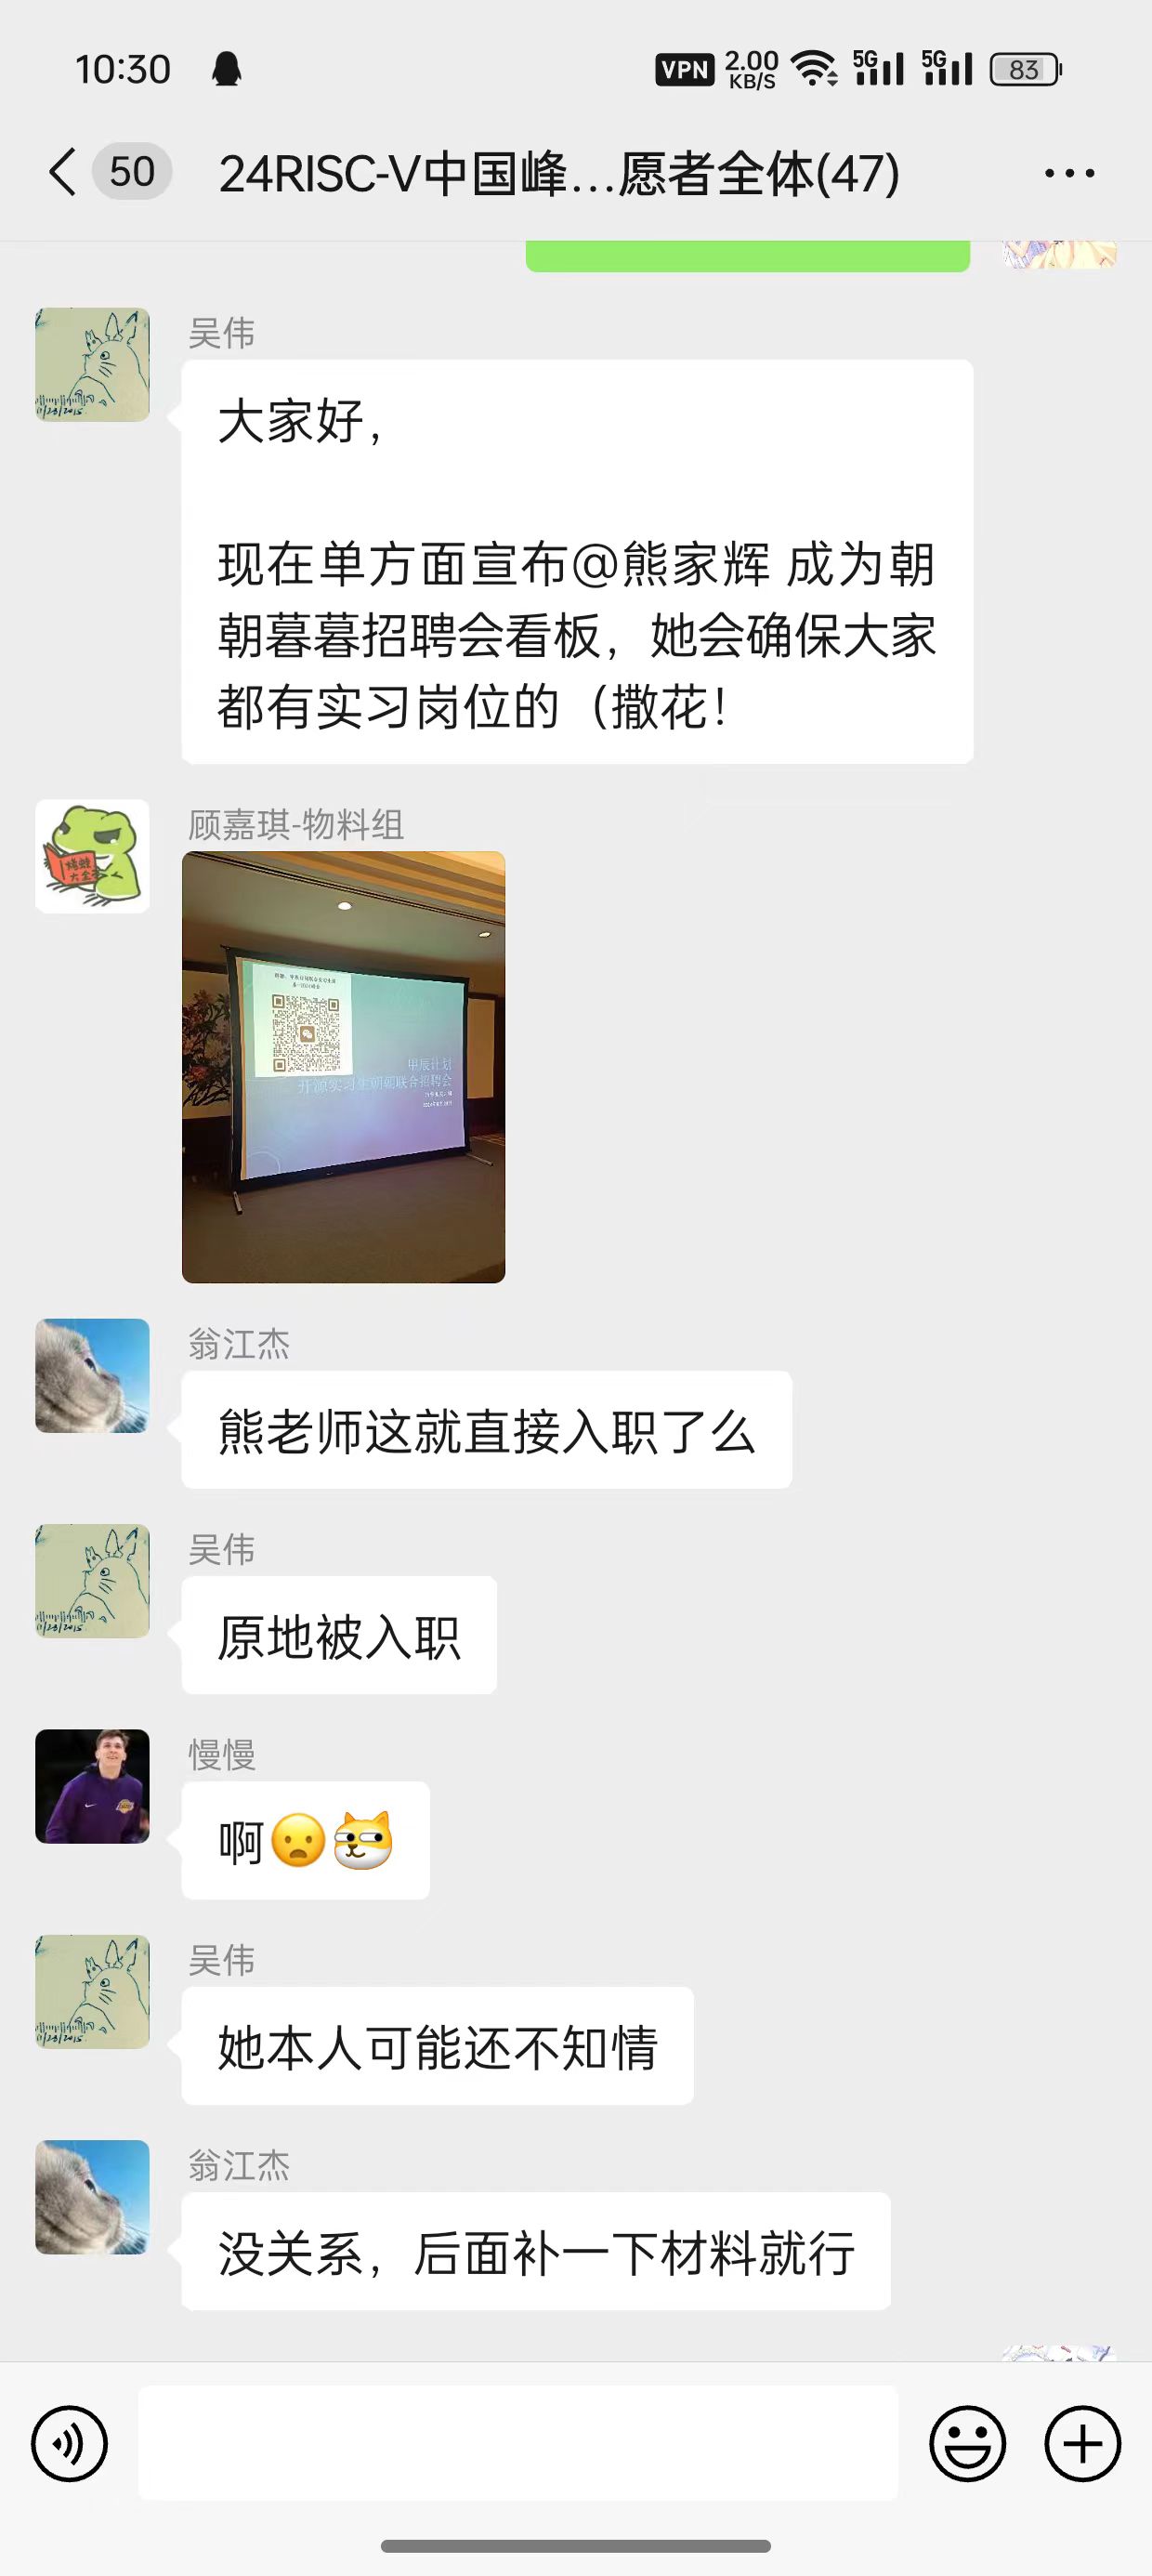 10:30
VPN
2.00
KB/S
5G
5G
83
50
24RISC-V中国峰...愿者全体(47)
吴伟
大家好，
现在单方面宣布@熊家辉 成为朝
朝暮暮招聘会看板，她会确保大家
都有实习岗位的（撒花！
顾嘉琪-物料组
甲辰计划
开源实习生朝朝联合招聘会
翁江杰
熊老师这就直接入职了么
吴伟
原地被入职
慢慢
啊
吴伟
她本人可能还不知情
翁江杰
没关系，后面补一下材料就行